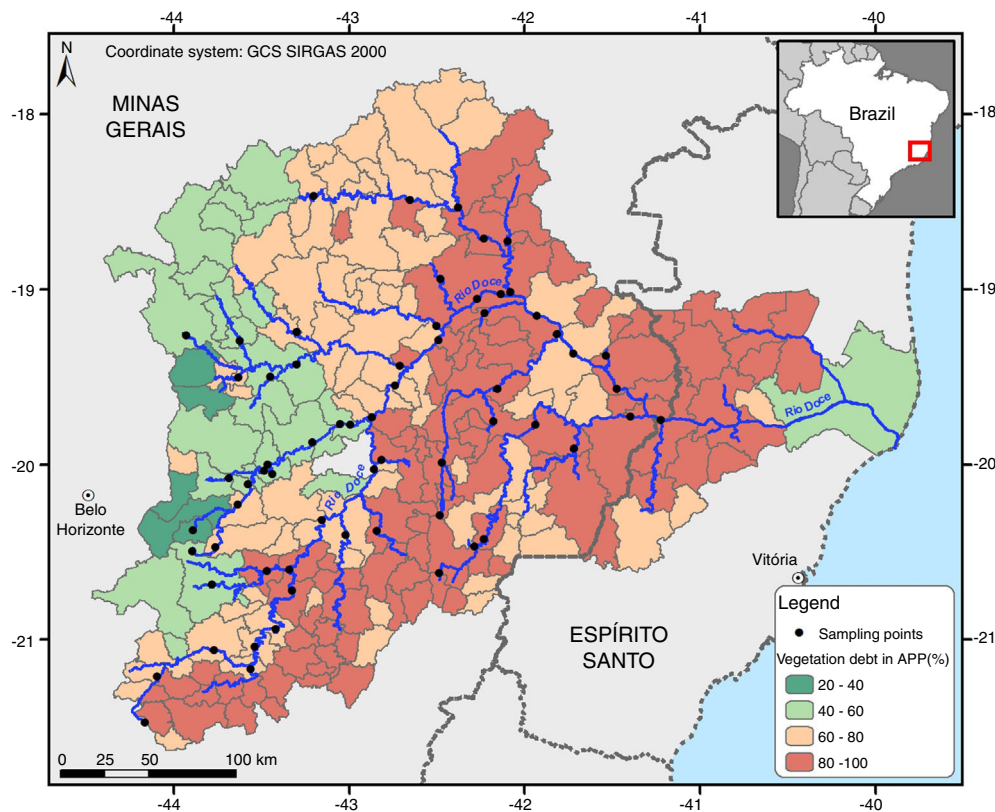 -44 -43 -42 -41 -40
N
Coordinate system: GCS SIRGAS 2000
MINAS
GERAIS
Brazil
-18 -18
-19 -19
Rio Doce
Rio Doce
-20 -20
Rio Doce
Belo
Horizonte
Vitória
ESPÍRITO
SANTO
-21 -21
Legend
Sampling points
Vegetation debt in APP(%)
20 - 40
40 - 60
60 - 80
80 -100
0 25 50 100 km
-44 -43 -42 -41 -40